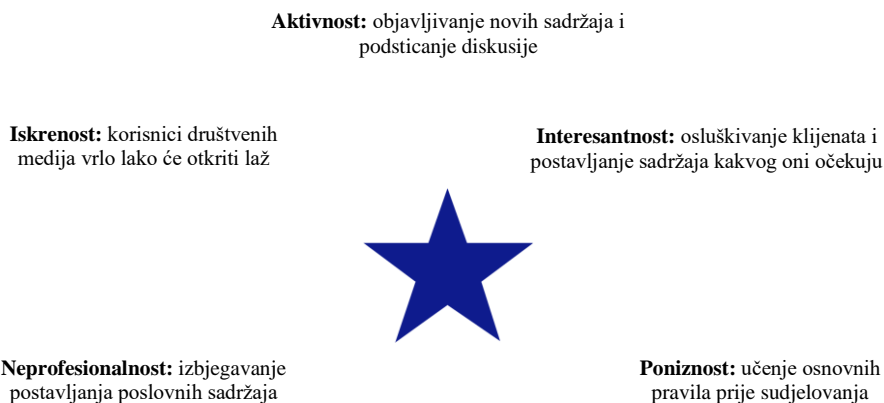 Aktivnost: objavljivanje novih sadržaja i
podsticanje diskusije
Iskrenost: korisnici društvenih
medija vrlo lako će otkriti laž
Interesantnost: osluškivanje klijenata i
postavljanje sadržaja kakvog oni očekuju
Neprofesionalnost: izbjegavanje
postavljanja poslovnih sadržaja
Poniznost: učenje osnovnih
pravila prije sudjelovanja